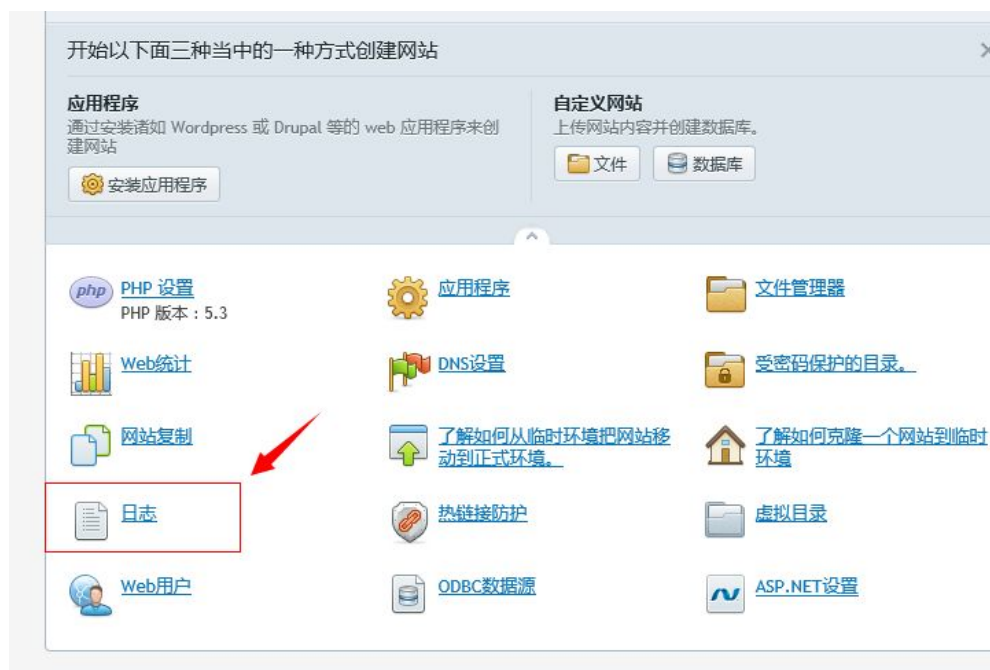 开始以下面三种当中的一种方式创建网站
应用程序
通过安装诸如 Wordpress 或 Drupal 等的 web 应用程序来创
建网站
安装应用程序
自定义网站
上传网站内容并创建数据库。
文件
数据库
php
PHP 设置
PHP 版本：5.3
应用程序
文件管理器
Web统计
DNS设置
受密码保护的目录。
网站复制
了解如何从临时环境把网站移
动到正式环境。
了解如何克隆一个网站到临时
环境
日志
热链接防护
虚拟目录
Web用户
ODBC数据源
ASP.NET设置